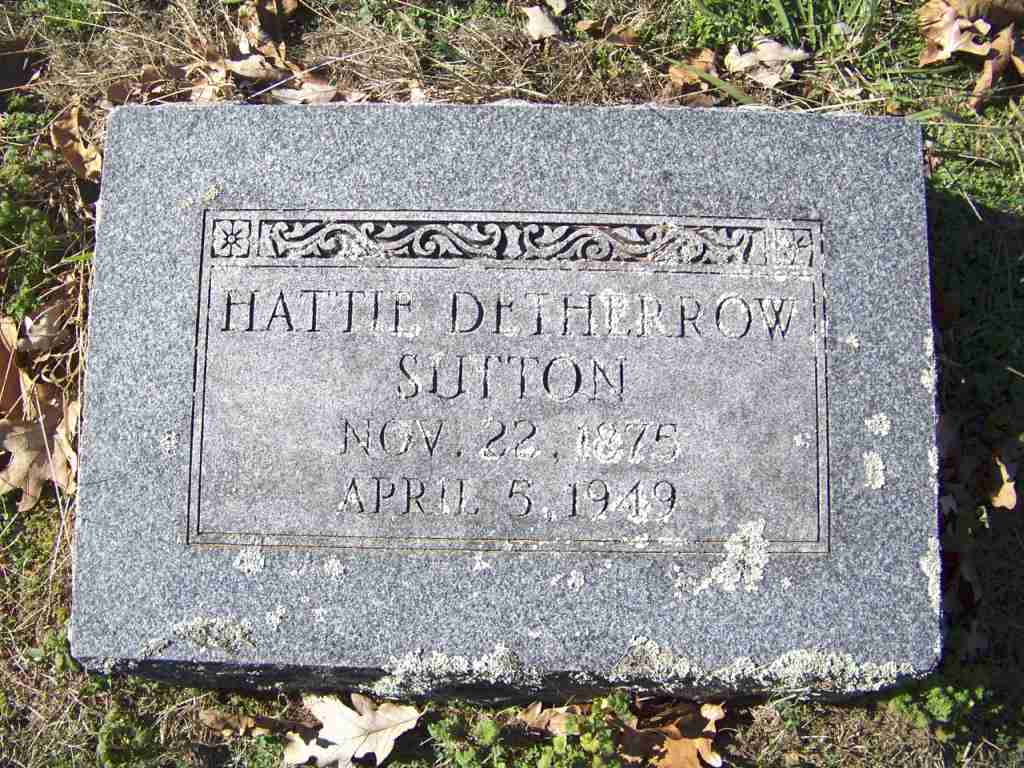 HATTIE DETHERROW
SUTTON
NOV. 22, 1875
APRIL 5, 1949